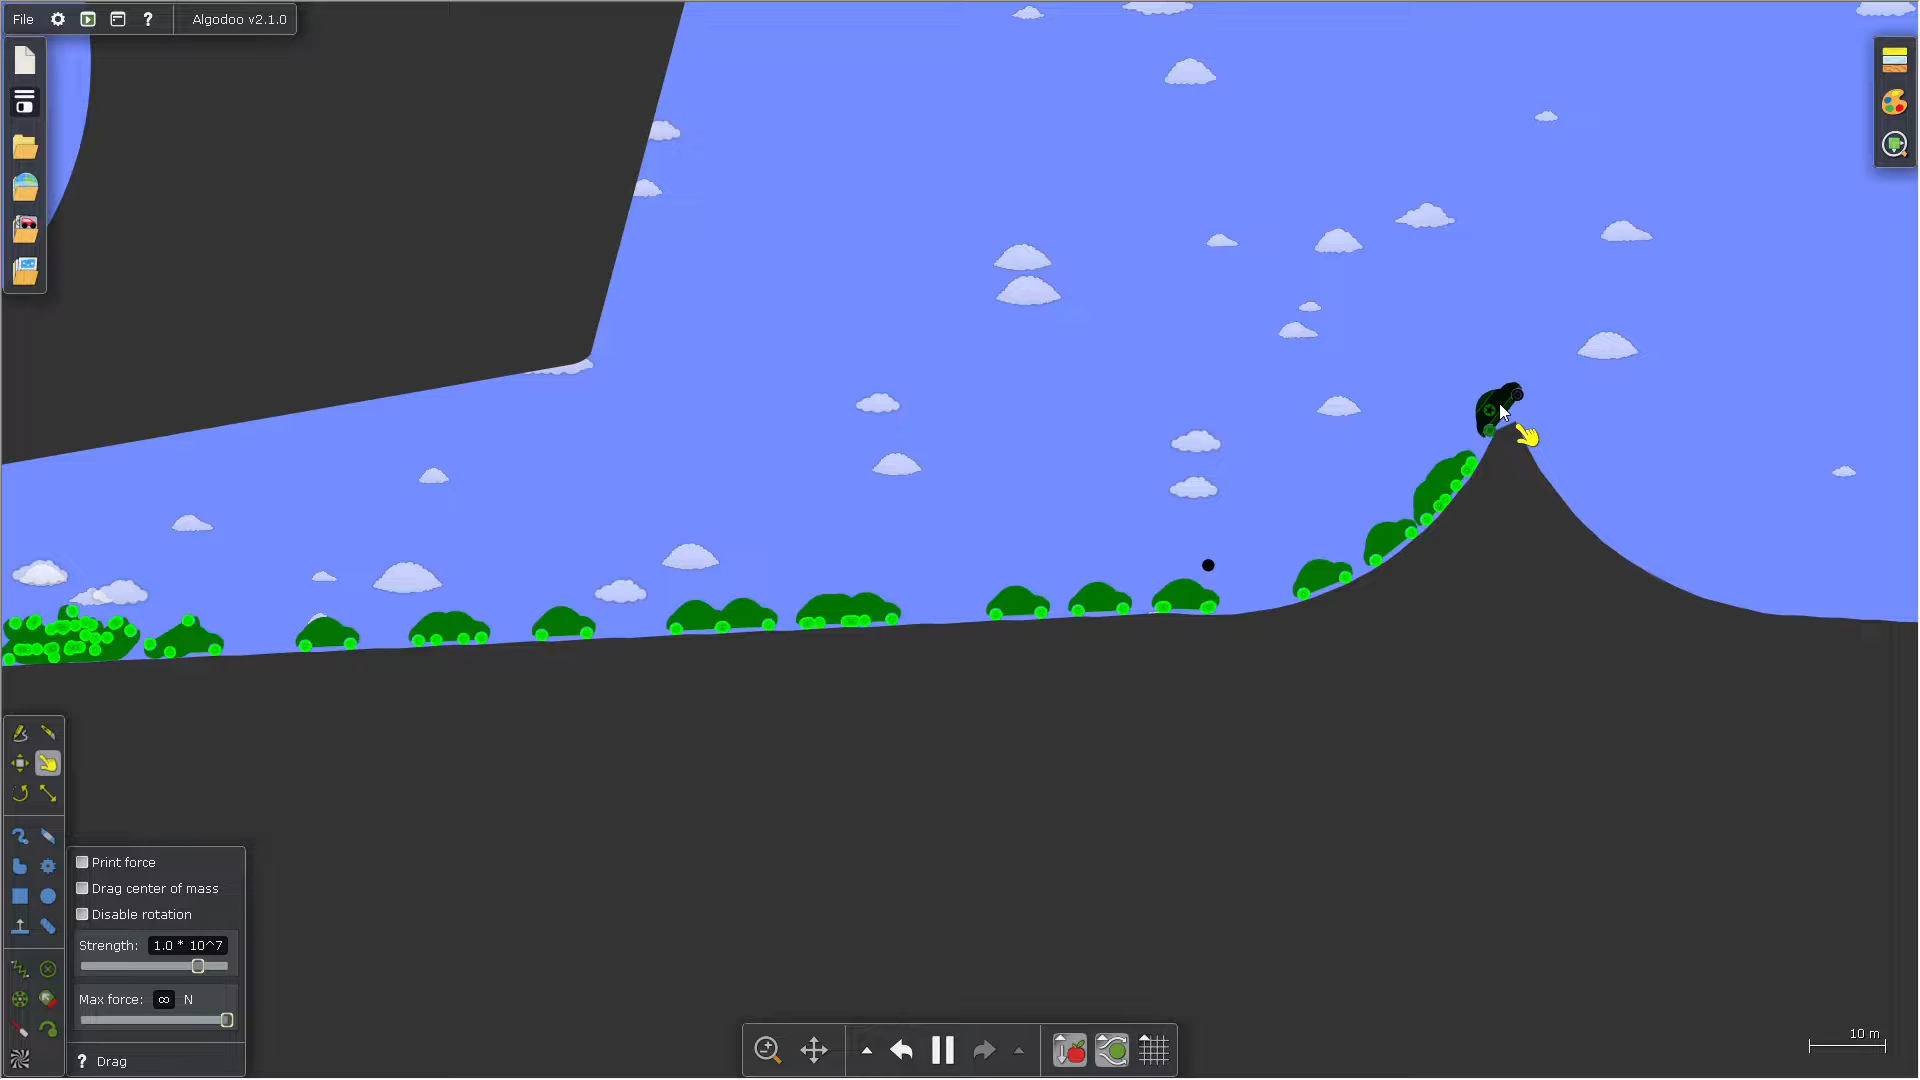 File ? Algodoo v2.1.0
Print force
Drag center of mass
Disable rotation
Strength: 1.0 * 10^7
Max force: ∞ N
? Drag
10 m